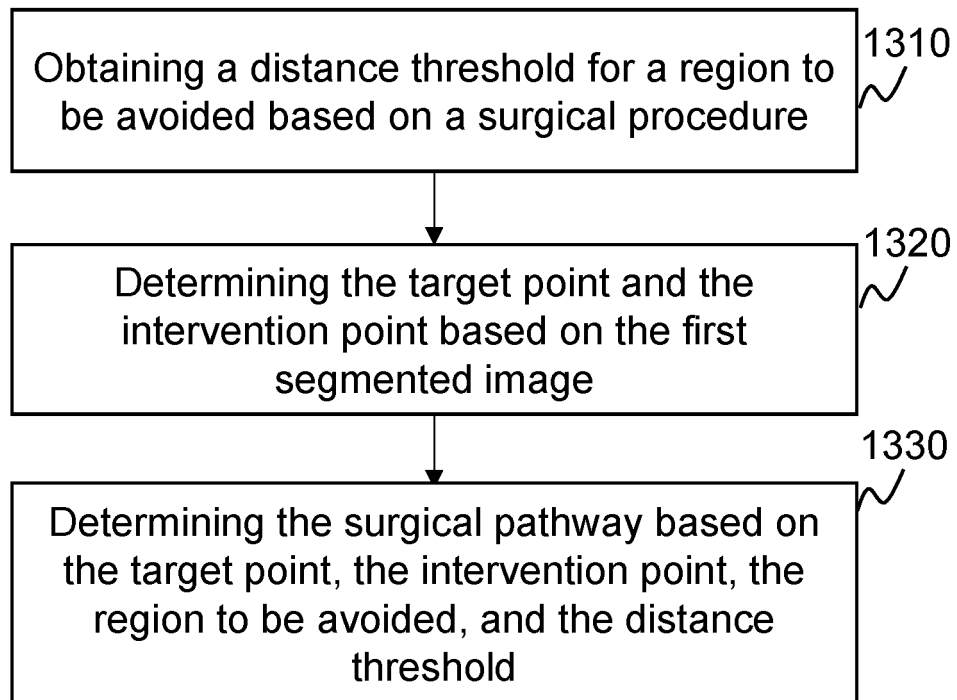 1310
Obtaining a distance threshold for a region to
be avoided based on a surgical procedure
1320
Determining the target point and the
intervention point based on the first
segmented image
1330
Determining the surgical pathway based on
the target point, the intervention point, the
region to be avoided, and the distance
threshold